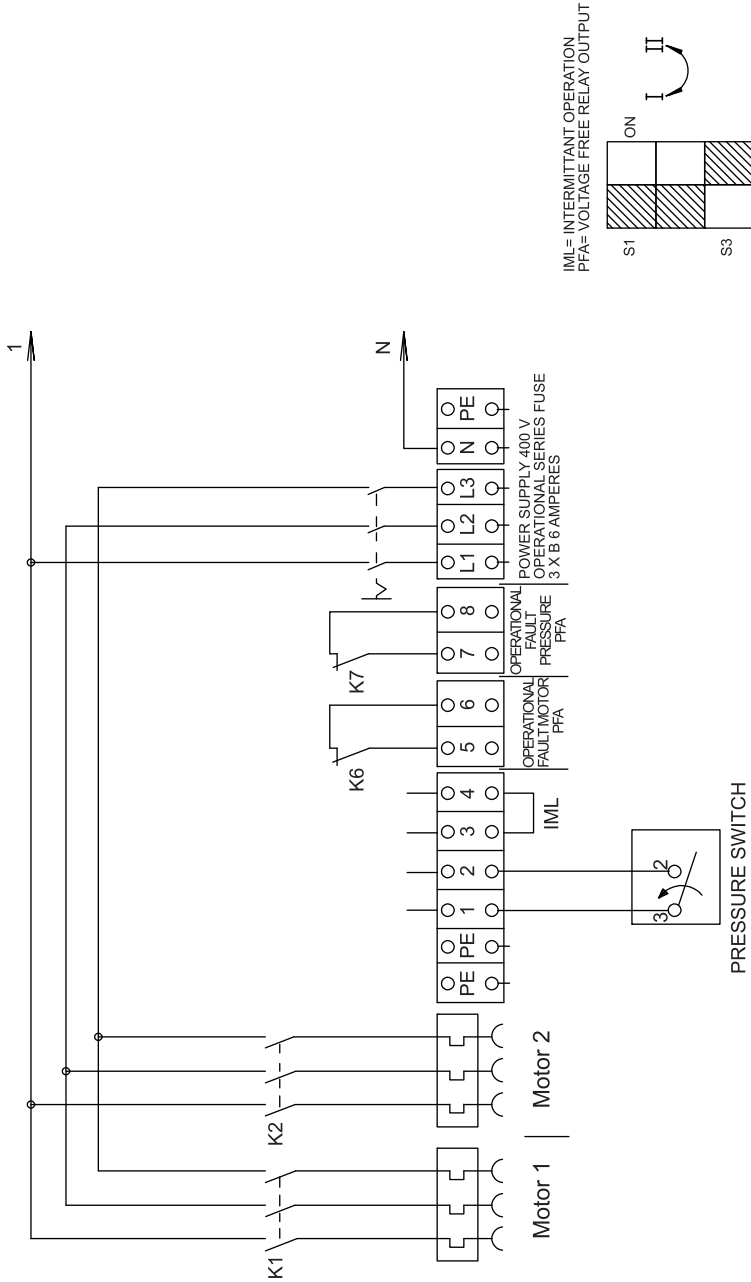 1
N
K1
K2
K6
K7
Motor 1
Motor 2
PE
PE
1
2
3
4
5
6
7
8
L1
L2
L3
N
PE
IML
OPERATIONAL
FAULT MOTOR
PFA
OPERATIONAL
FAULT
PRESSURE
PFA
POWER SUPPLY 400 V
OPERATIONAL SERIES FUSE
3 X B 6 AMPERES
3
2
PRESSURE SWITCH
IML= INTERMITTANT OPERATION
PFA= VOLTAGE FREE RELAY OUTPUT
S1
ON
S3
I
II